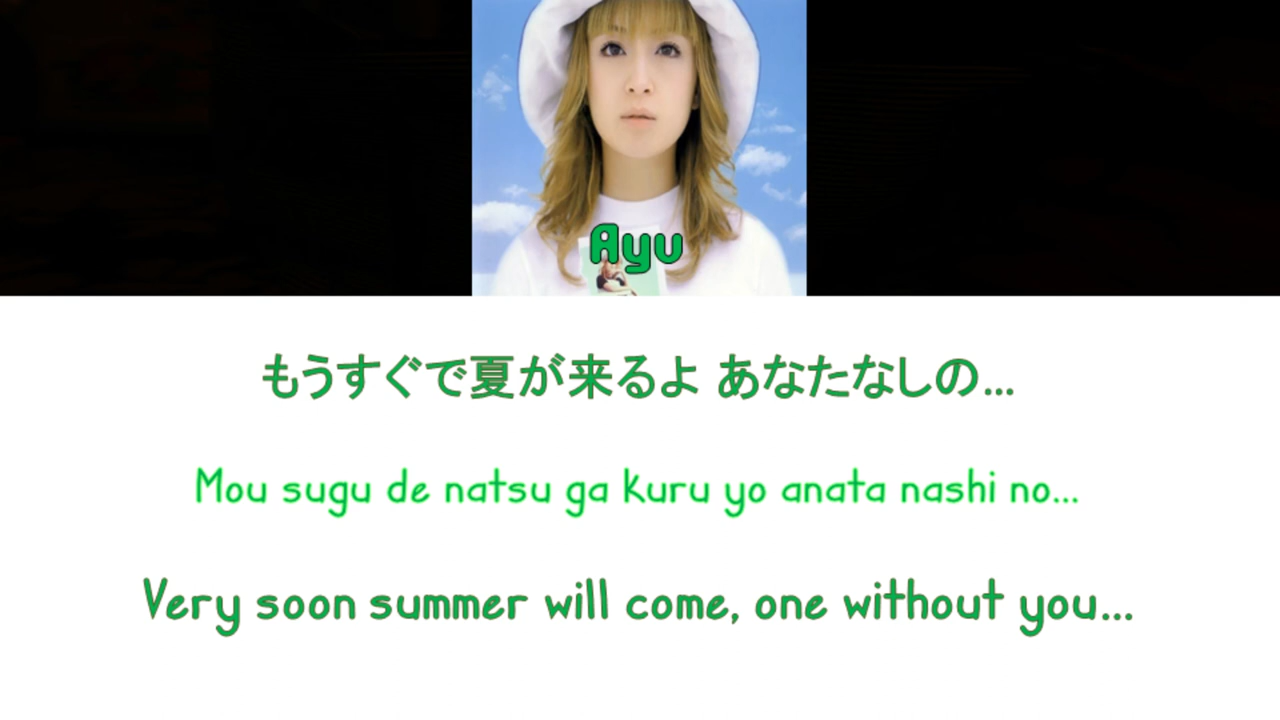 Ayu
もうすぐで夏が来るよ あなたなしの...
Mou sugu de natsu ga kuru yo anata nashi no...
Very soon summer will come, one without you...